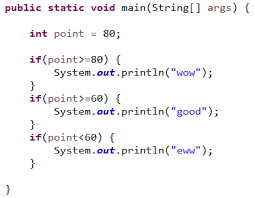 public static void main(String[] args) {
int point = 80;
if(point>=80) {
System.out.println("wow");
}
if(point>=60) {
System.out.println("good");
}
if(point<60) {
System.out.println("eww");
}
}